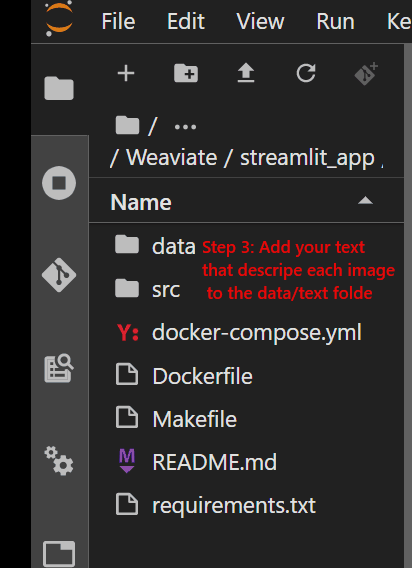 File Edit View Run Ke
/ ...
/ Weaviate / streamlit_app /
Name
data
Step 3: Add your text
that descripe each image
to the data/text folde
src
docker-compose.yml
Dockerfile
Makefile
README.md
requirements.txt